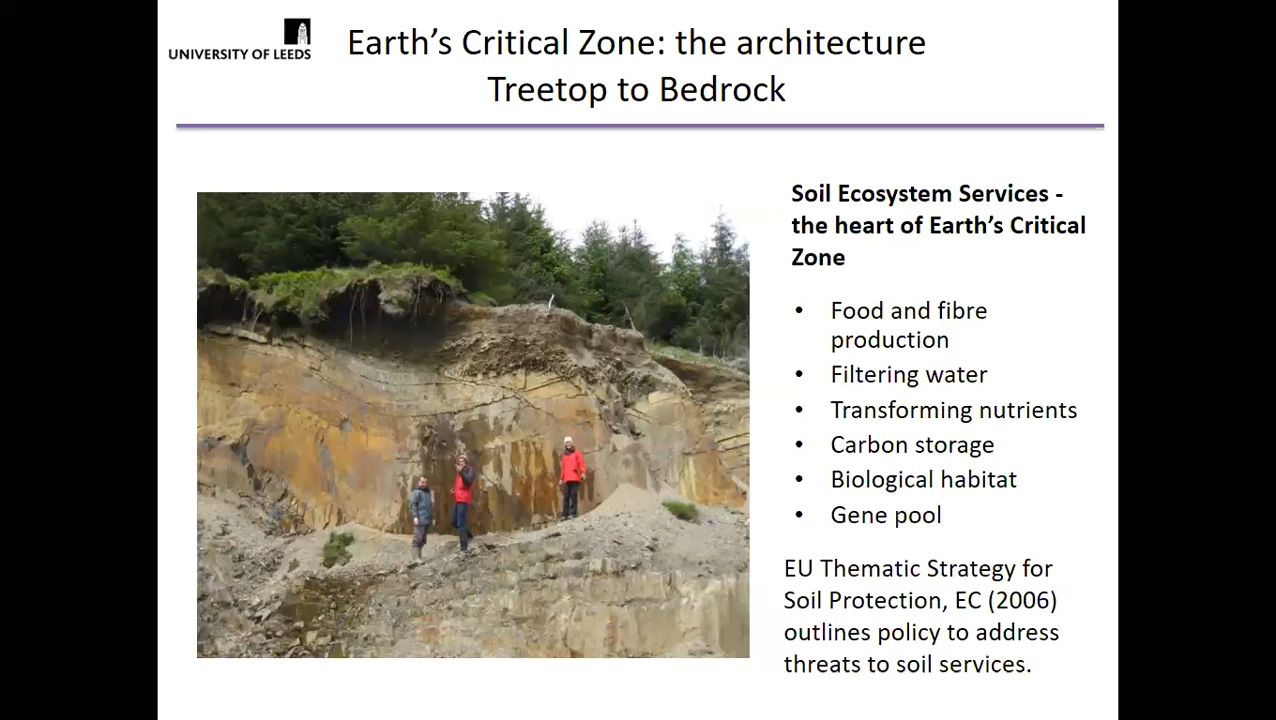 UNIVERSITY OF LEEDS
Earth’s Critical Zone: the architecture
Treetop to Bedrock
Soil Ecosystem Services -
the heart of Earth’s Critical
Zone
• Food and fibre
production
• Filtering water
• Transforming nutrients
• Carbon storage
• Biological habitat
• Gene pool
EU Thematic Strategy for
Soil Protection, EC (2006)
outlines policy to address
threats to soil services.